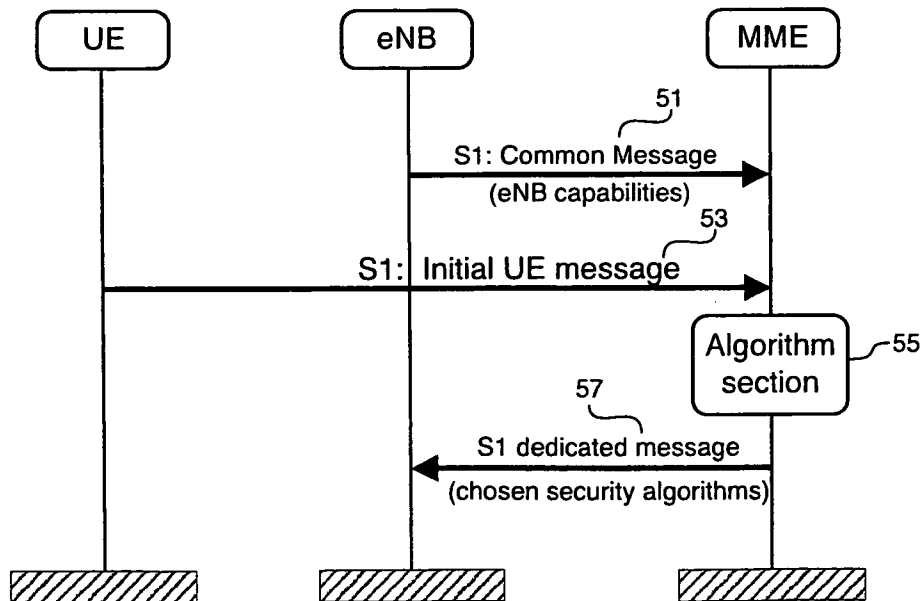 UE
eNB
MME
51
S1: Common Message
(eNB capabilities)
53
S1: Initial UE message
Algorithm
section
55
57
S1 dedicated message
(chosen security algorithms)